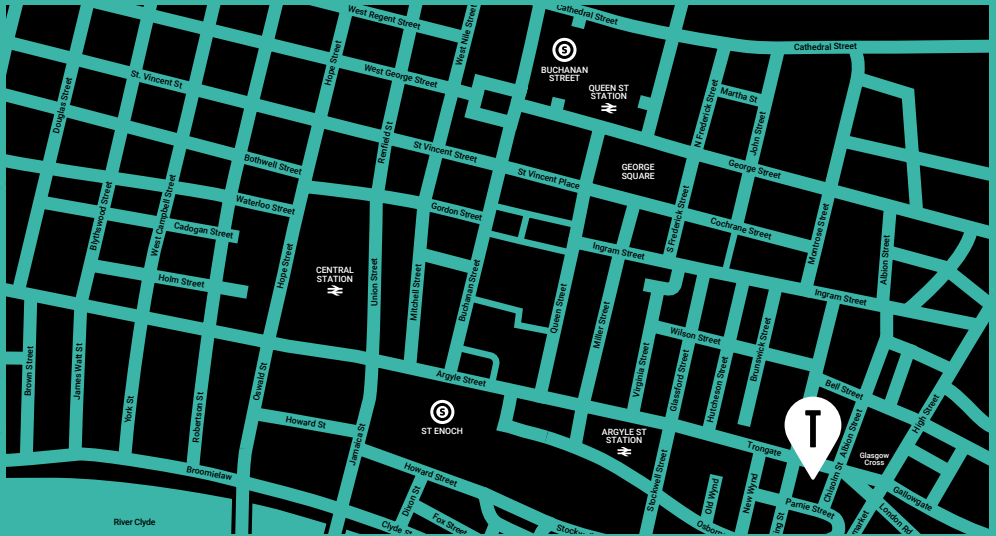 West Regent Street
Cathedral Street
Cathedral Street
West Nile Street
Hope Street
West George Street
St. Vincent St
Douglas Street
S
BUCHANAN
STREET
QUEEN ST
STATION
Martha St
N Frederick Street
John Street
Renfield St
St Vincent Street
St Vincent Place
GEORGE
SQUARE
George Street
Bothwell Street
Waterloo Street
Blythswood Street
West Campbell Street
Cadogan Street
Holm Street
Hope Street
Gordon Street
CENTRAL
STATION
Union Street
Mitchell Street
Buchanan Street
Queen Street
Miller Street
Ingram Street
S Frederick Street
Cochrane Street
Montrose Street
Albion Street
Ingram Street
Wilson Street
Virginia Street
Glassford Street
Hutcheson Street
Brunswick Street
Brown Street
James Watt St
York St
Robertson St
Oswald St
Argyle Street
Bell Street
High Street
Albion Street
T
Howard St
Jamaica St
S
ST ENOCH
ARGYLE ST
STATION
Trongate
Glasgow
Cross
Broomielaw
Howard Street
Stockwell Street
Old Wynd
New Wynd
Parnie Street
Chisolm St
Gallowgate
London Rd
market
ing St
Dixon St
Fox Street
Clyde St
Stockw
Osborn
River Clyde